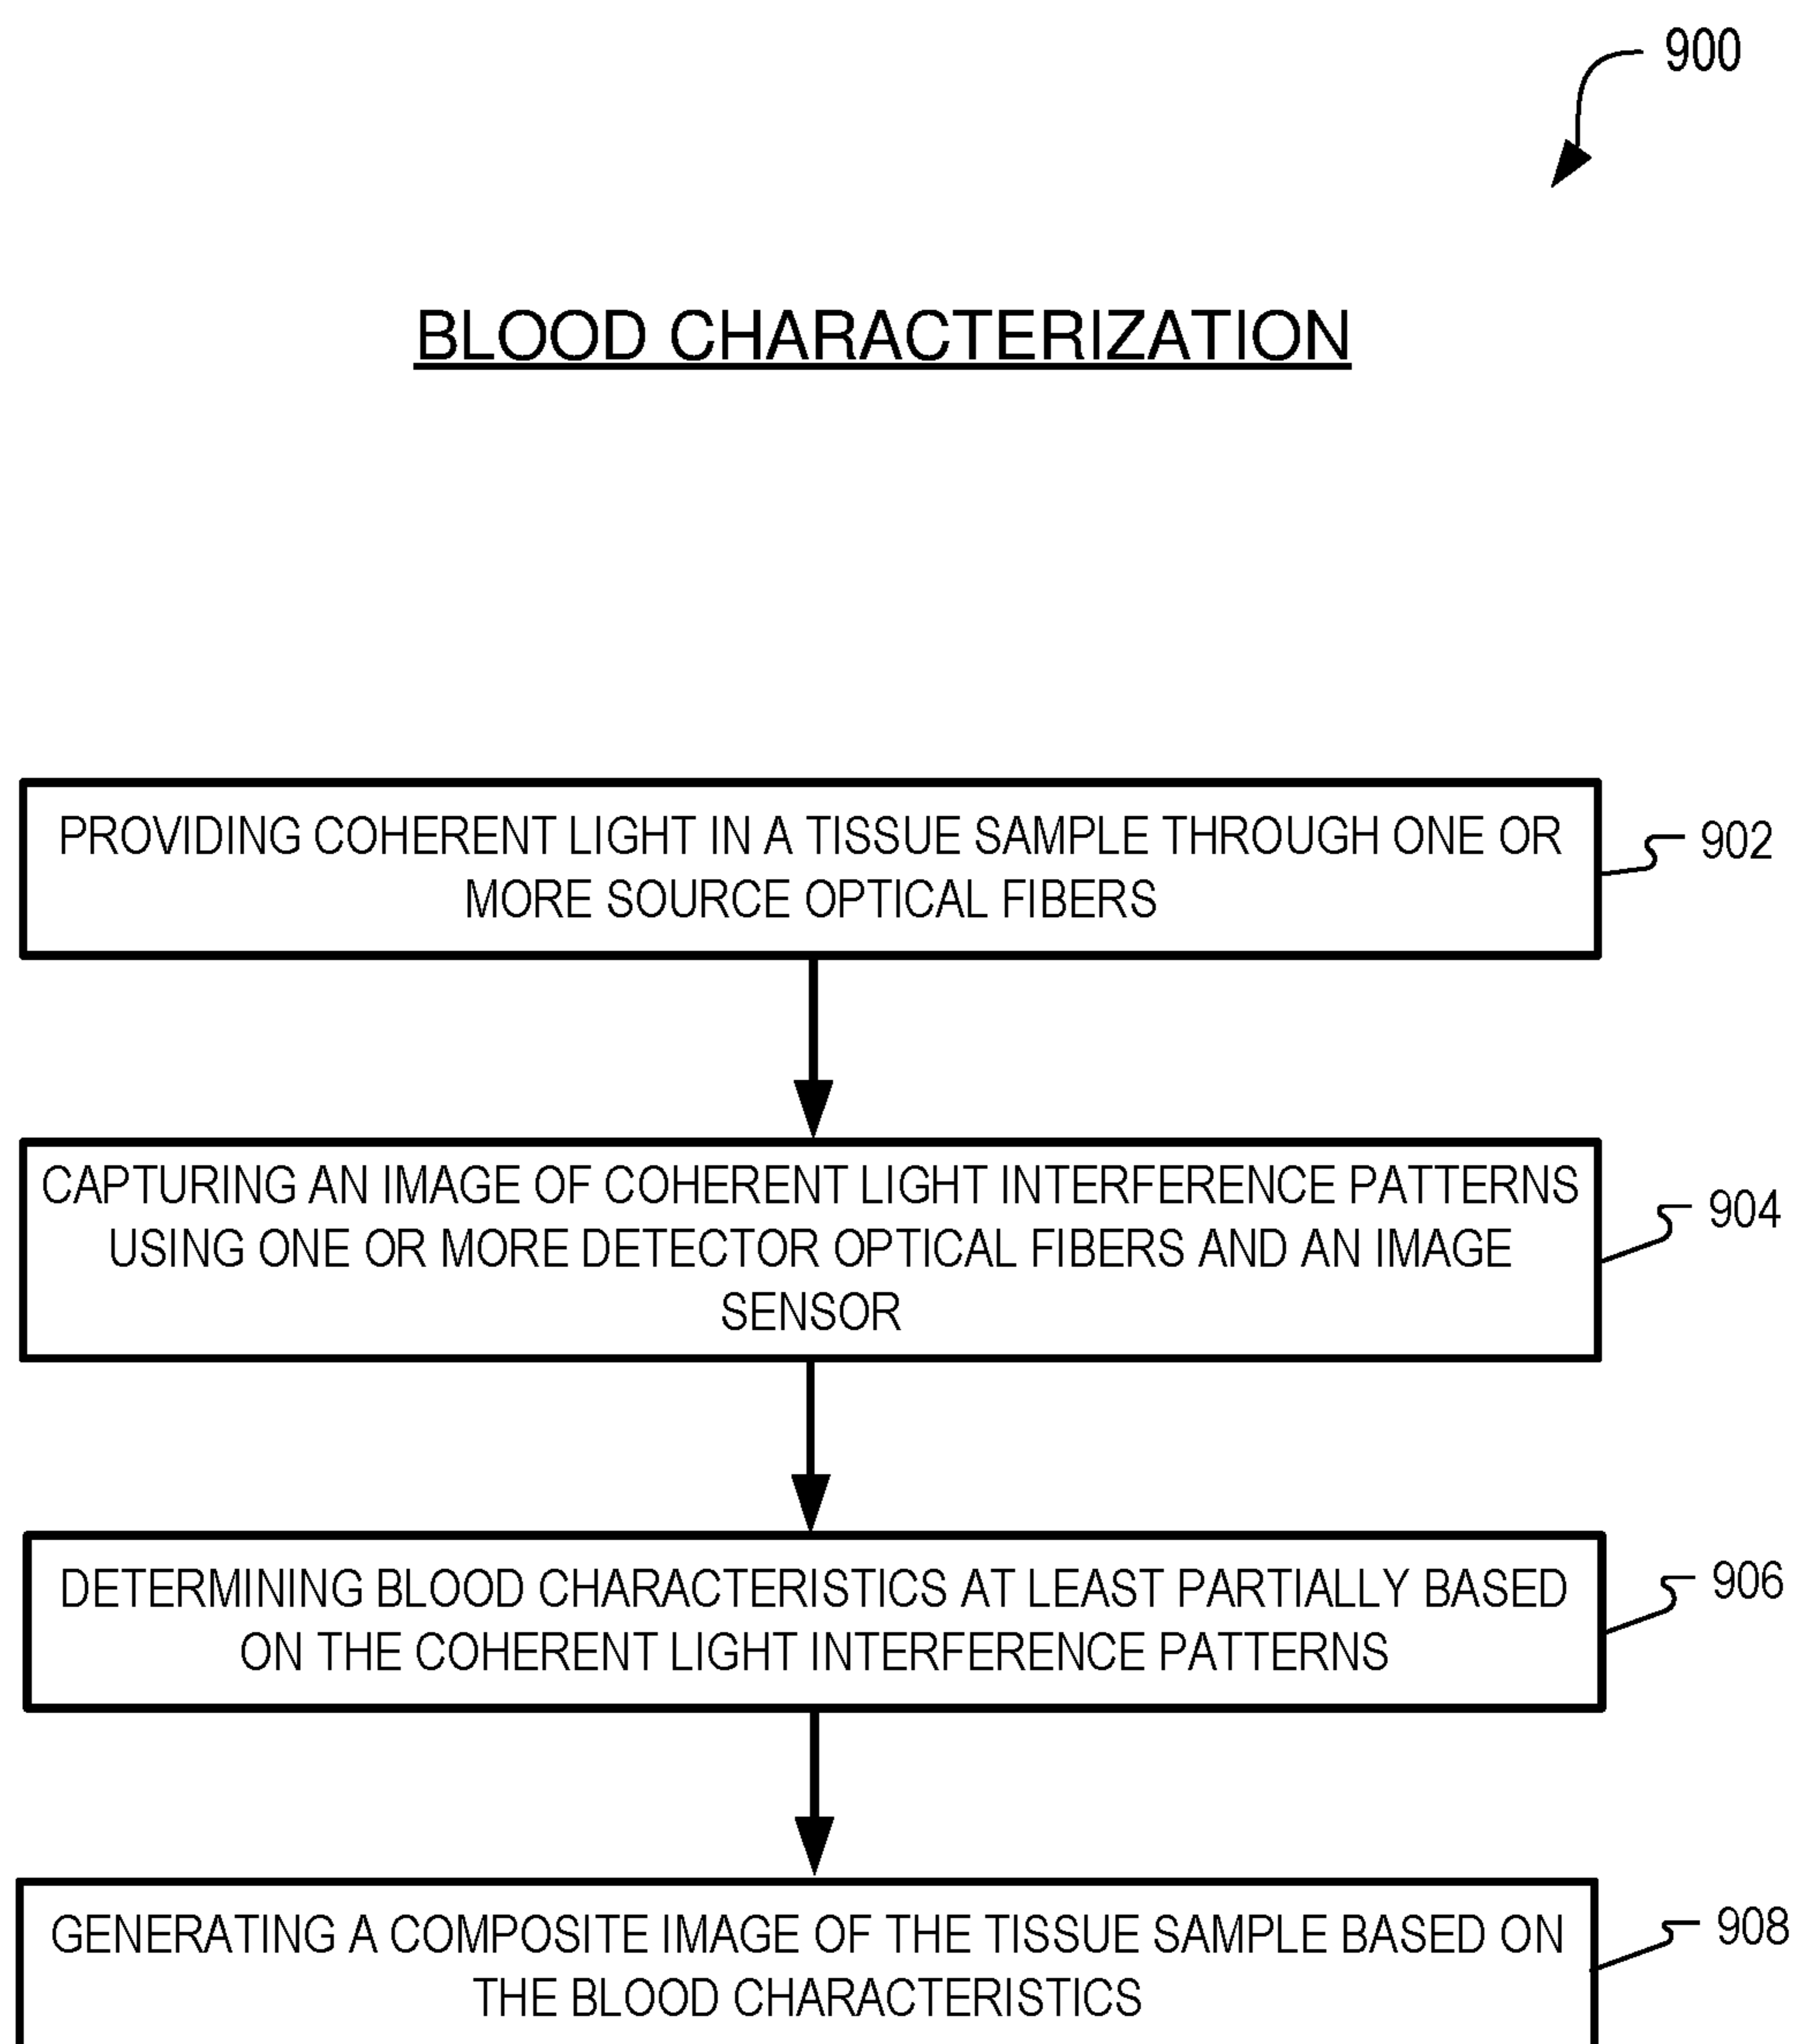 900
BLOOD CHARACTERIZATION
PROVIDING COHERENT LIGHT IN A TISSUE SAMPLE THROUGH ONE OR
MORE SOURCE OPTICAL FIBERS
902
CAPTURING AN IMAGE OF COHERENT LIGHT INTERFERENCE PATTERNS
USING ONE OR MORE DETECTOR OPTICAL FIBERS AND AN IMAGE
SENSOR
904
DETERMINING BLOOD CHARACTERISTICS AT LEAST PARTIALLY BASED
ON THE COHERENT LIGHT INTERFERENCE PATTERNS
906
GENERATING A COMPOSITE IMAGE OF THE TISSUE SAMPLE BASED ON
THE BLOOD CHARACTERISTICS
908